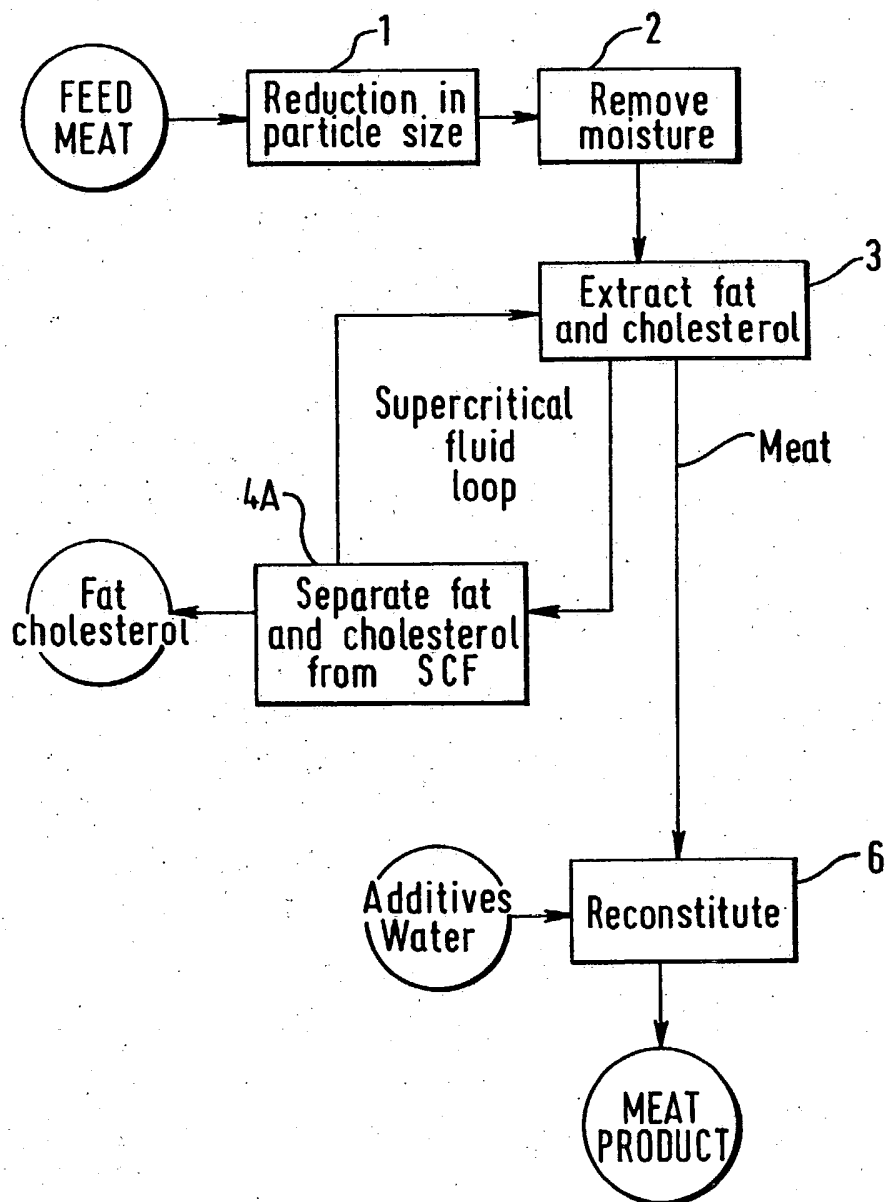 1
2
FEED
MEAT
Reduction in
particle size
Remove
moisture
3
Extract fat
and cholesterol
Supercritical
fluid
loop
Meat
4A
Fat
cholesterol
Separate fat
and cholesterol
from SCF
6
Additives
Water
Reconstitute
MEAT
PRODUCT